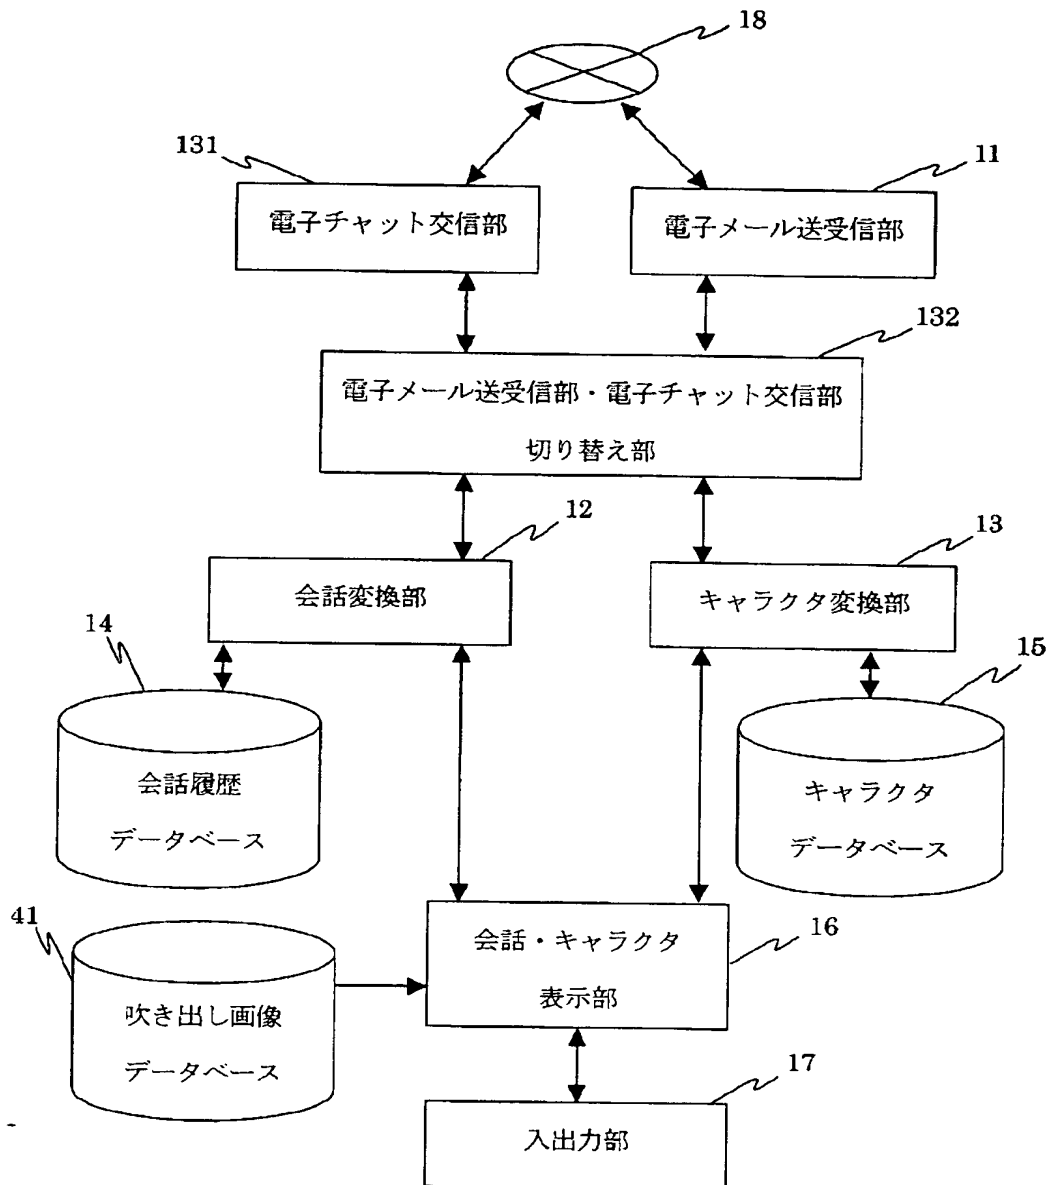 18
131
11
電子チャット交信部
電子メール送受信部
132
電子メール送受信部・電子チャット交信部
切り替え部
12
13
会話変換部
キャラクタ変換部
14
15
会話履歴
データベース
キャラクタ
データベース
41
16
会話・キャラクタ
表示部
吹き出し画像
データベース
17
入出力部